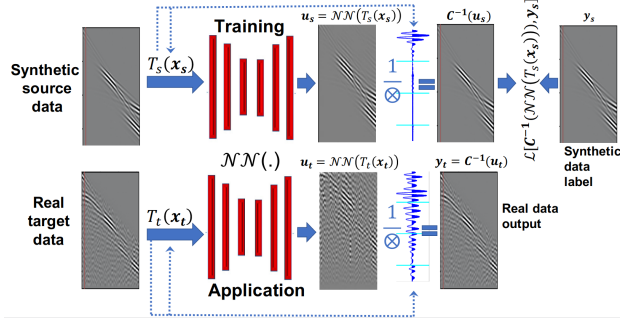 Training
u_s = NN(T_s(x_s))
C^{-1}(u_s)
y_s
Synthetic
source
data
T_s(x_s)
1
⊗
=
ℒ[C^{-1}(NN(T_s(x_s))), y_s]
Synthetic
data
label
NN(.)
u_t = NN(T_t(x_t))
y_t = C^{-1}(u_t)
Real
target
data
T_t(x_t)
1
⊗
=
Real data
output
Application